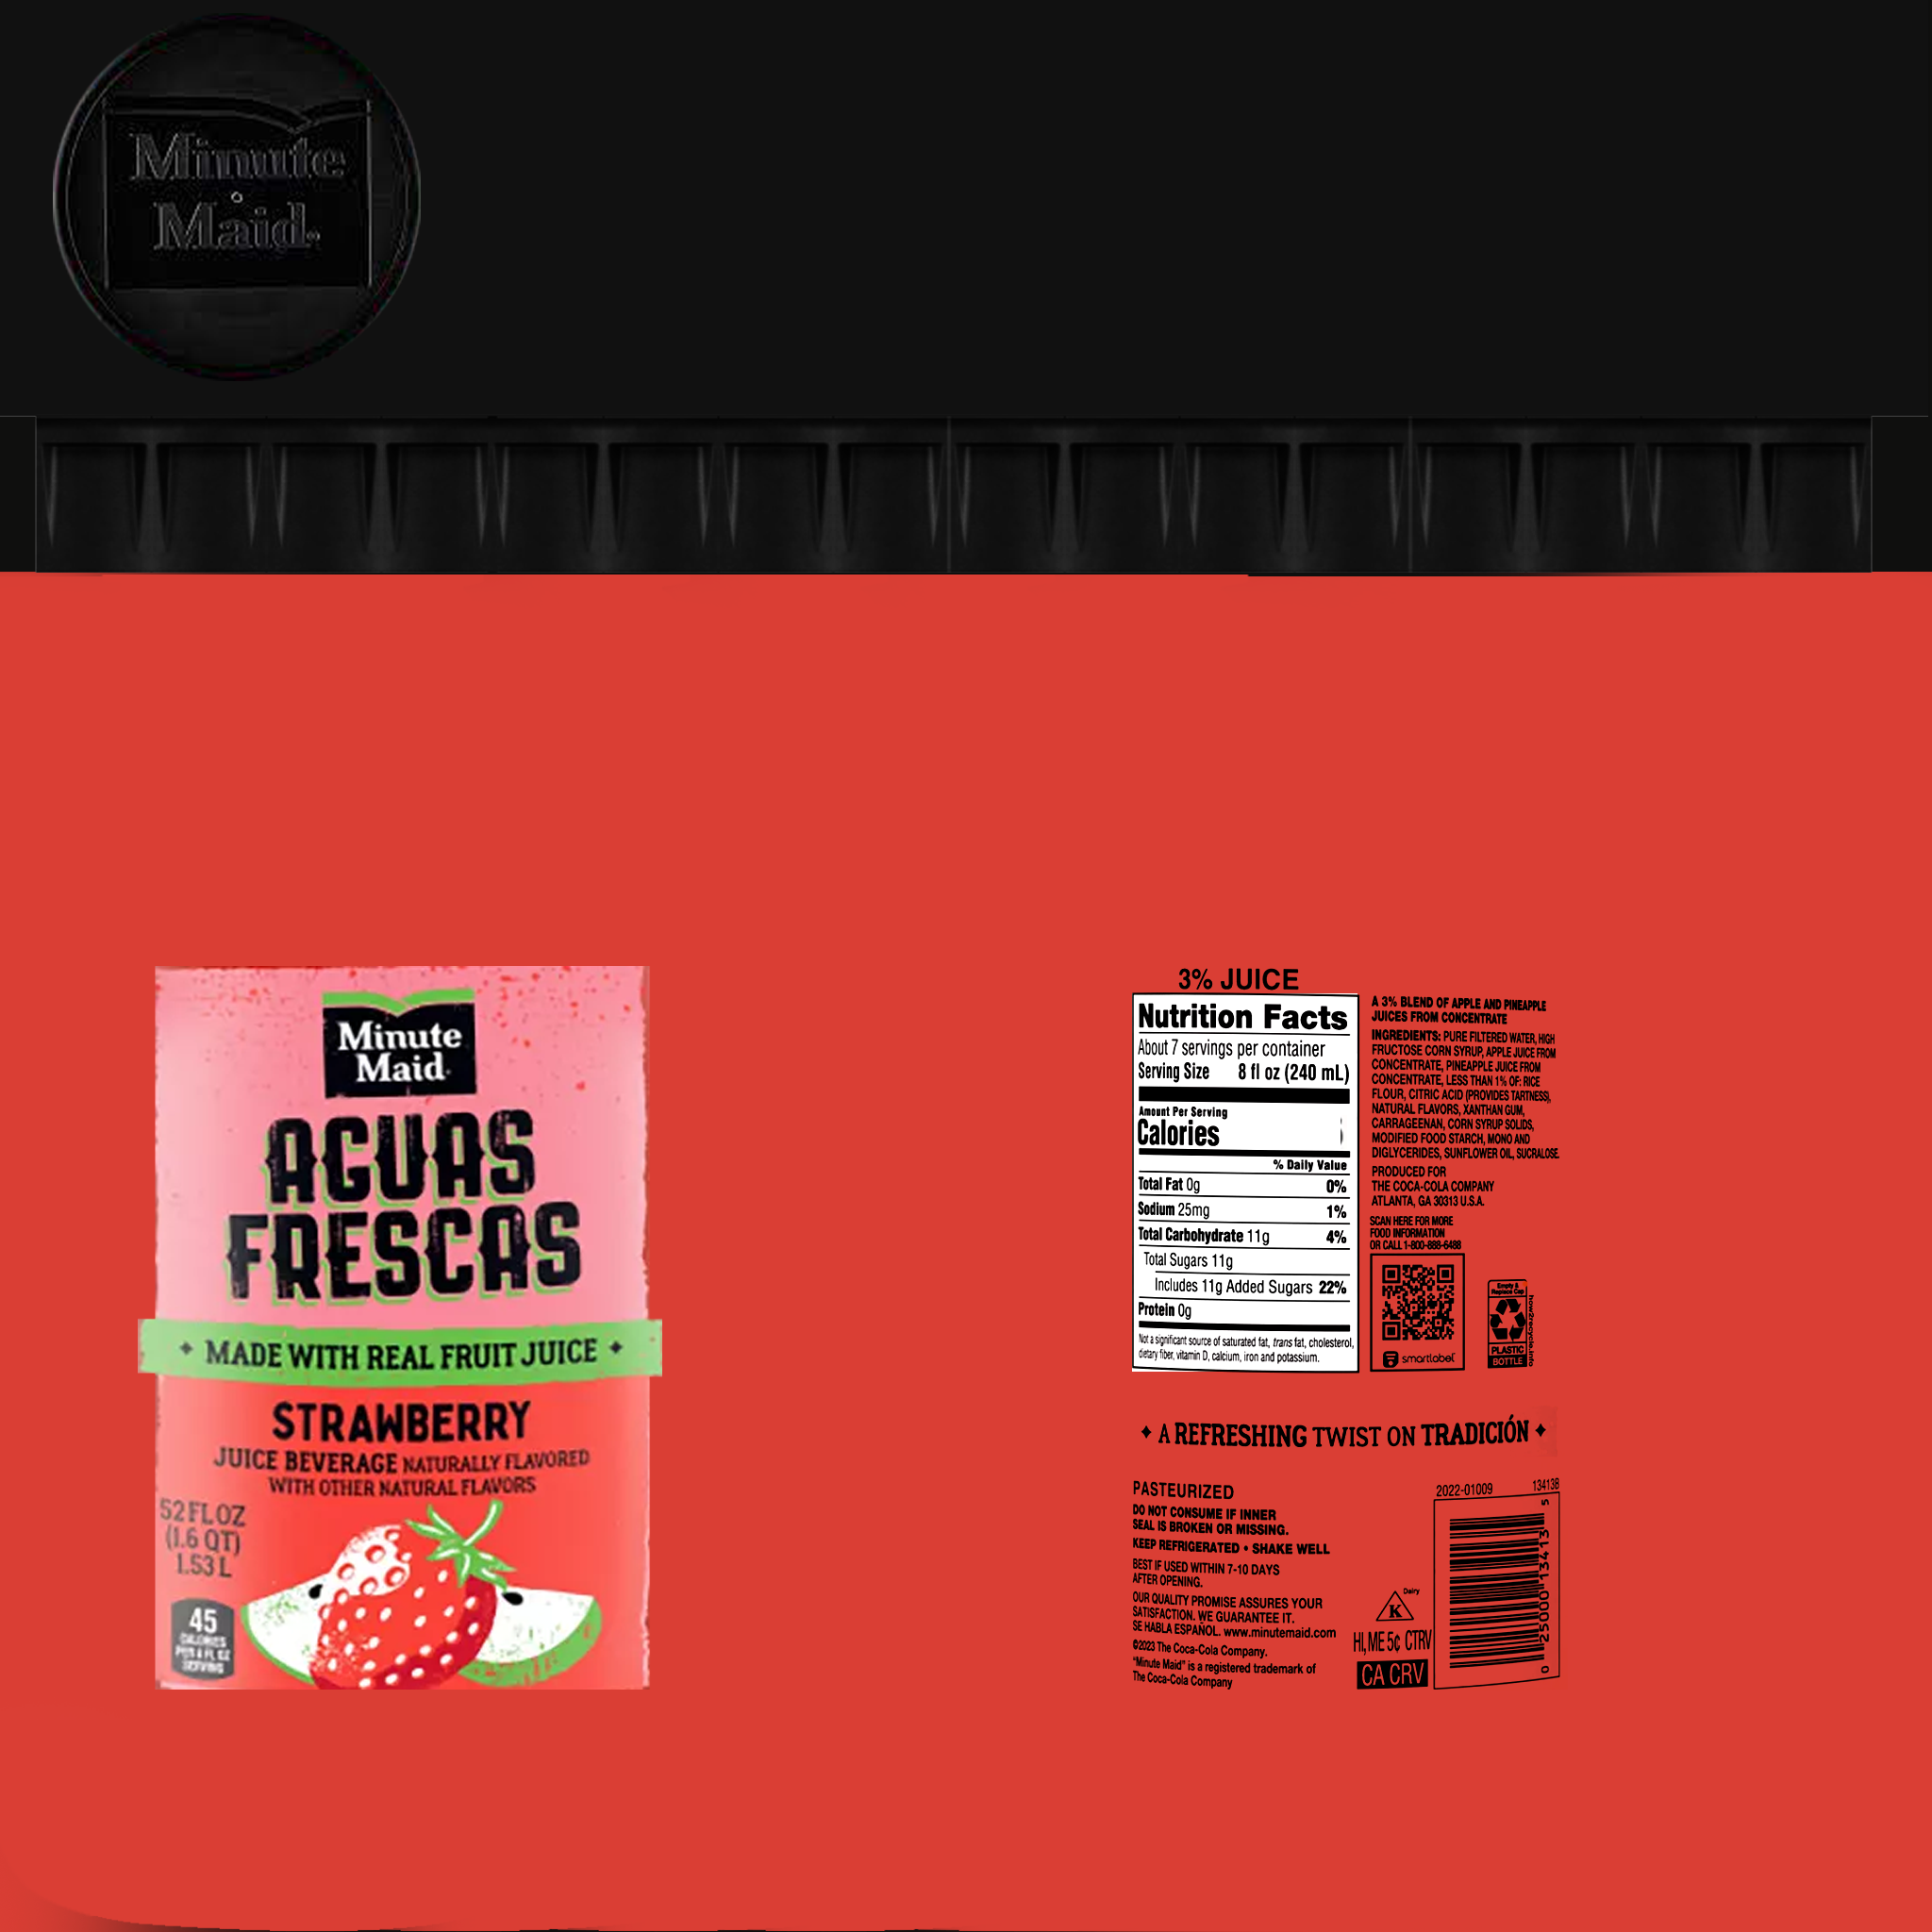 Minute
Maid
Minute
Maid
AGUAS
FRESCAS
MADE WITH REAL FRUIT JUICE
STRAWBERRY
JUICE BEVERAGE NATURALLY FLAVORED
WITH OTHER NATURAL FLAVORS
52 FL OZ
(1.6 QT)
1.53 L
45
CALORIES
PER 8 FL OZ
SERVING
3% JUICE
Nutrition Facts
About 7 servings per container
Serving Size 8 fl oz (240 mL)
Amount Per Serving
Calories
% Daily Value
Total Fat 0g 0%
Sodium 25mg 1%
Total Carbohydrate 11g 4%
Total Sugars 11g
Includes 11g Added Sugars 22%
Protein 0g
Not a significant source of saturated fat, trans fat, cholesterol,
dietary fiber, vitamin D, calcium, iron and potassium.
A 3% BLEND OF APPLE AND PINEAPPLE
JUICES FROM CONCENTRATE
INGREDIENTS: PURE FILTERED WATER, HIGH
FRUCTOSE CORN SYRUP, APPLE JUICE FROM
CONCENTRATE, PINEAPPLE JUICE FROM
CONCENTRATE, LESS THAN 1% OF: RICE
FLOUR, CITRIC ACID (PROVIDES TARTNESS),
NATURAL FLAVORS, XANTHAN GUM,
CARRAGEENAN, CORN SYRUP SOLIDS,
MODIFIED FOOD STARCH, MONO AND
DIGLYCERIDES, SUNFLOWER OIL, SUCRALOSE.
PRODUCED FOR
THE COCA-COLA COMPANY
ATLANTA, GA 30313 U.S.A.
SCAN HERE FOR MORE
FOOD INFORMATION
OR CALL 1-800-888-6488
smartlabel
Empty &
Replace Cap
PLASTIC
BOTTLE
how2recycle.info
A REFRESHING TWIST ON TRADICIÓN
PASTEURIZED
DO NOT CONSUME IF INNER
SEAL IS BROKEN OR MISSING.
KEEP REFRIGERATED • SHAKE WELL
BEST IF USED WITHIN 7-10 DAYS
AFTER OPENING.
OUR QUALITY PROMISE ASSURES YOUR
SATISFACTION. WE GUARANTEE IT.
SE HABLA ESPAÑOL. www.minutemaid.com
©2023 The Coca-Cola Company.
"Minute Maid" is a registered trademark of
The Coca-Cola Company
Dairy
K
HI, ME 5¢ CTRV
CA CRV
2022-01009 134138
0 25000 13413 5